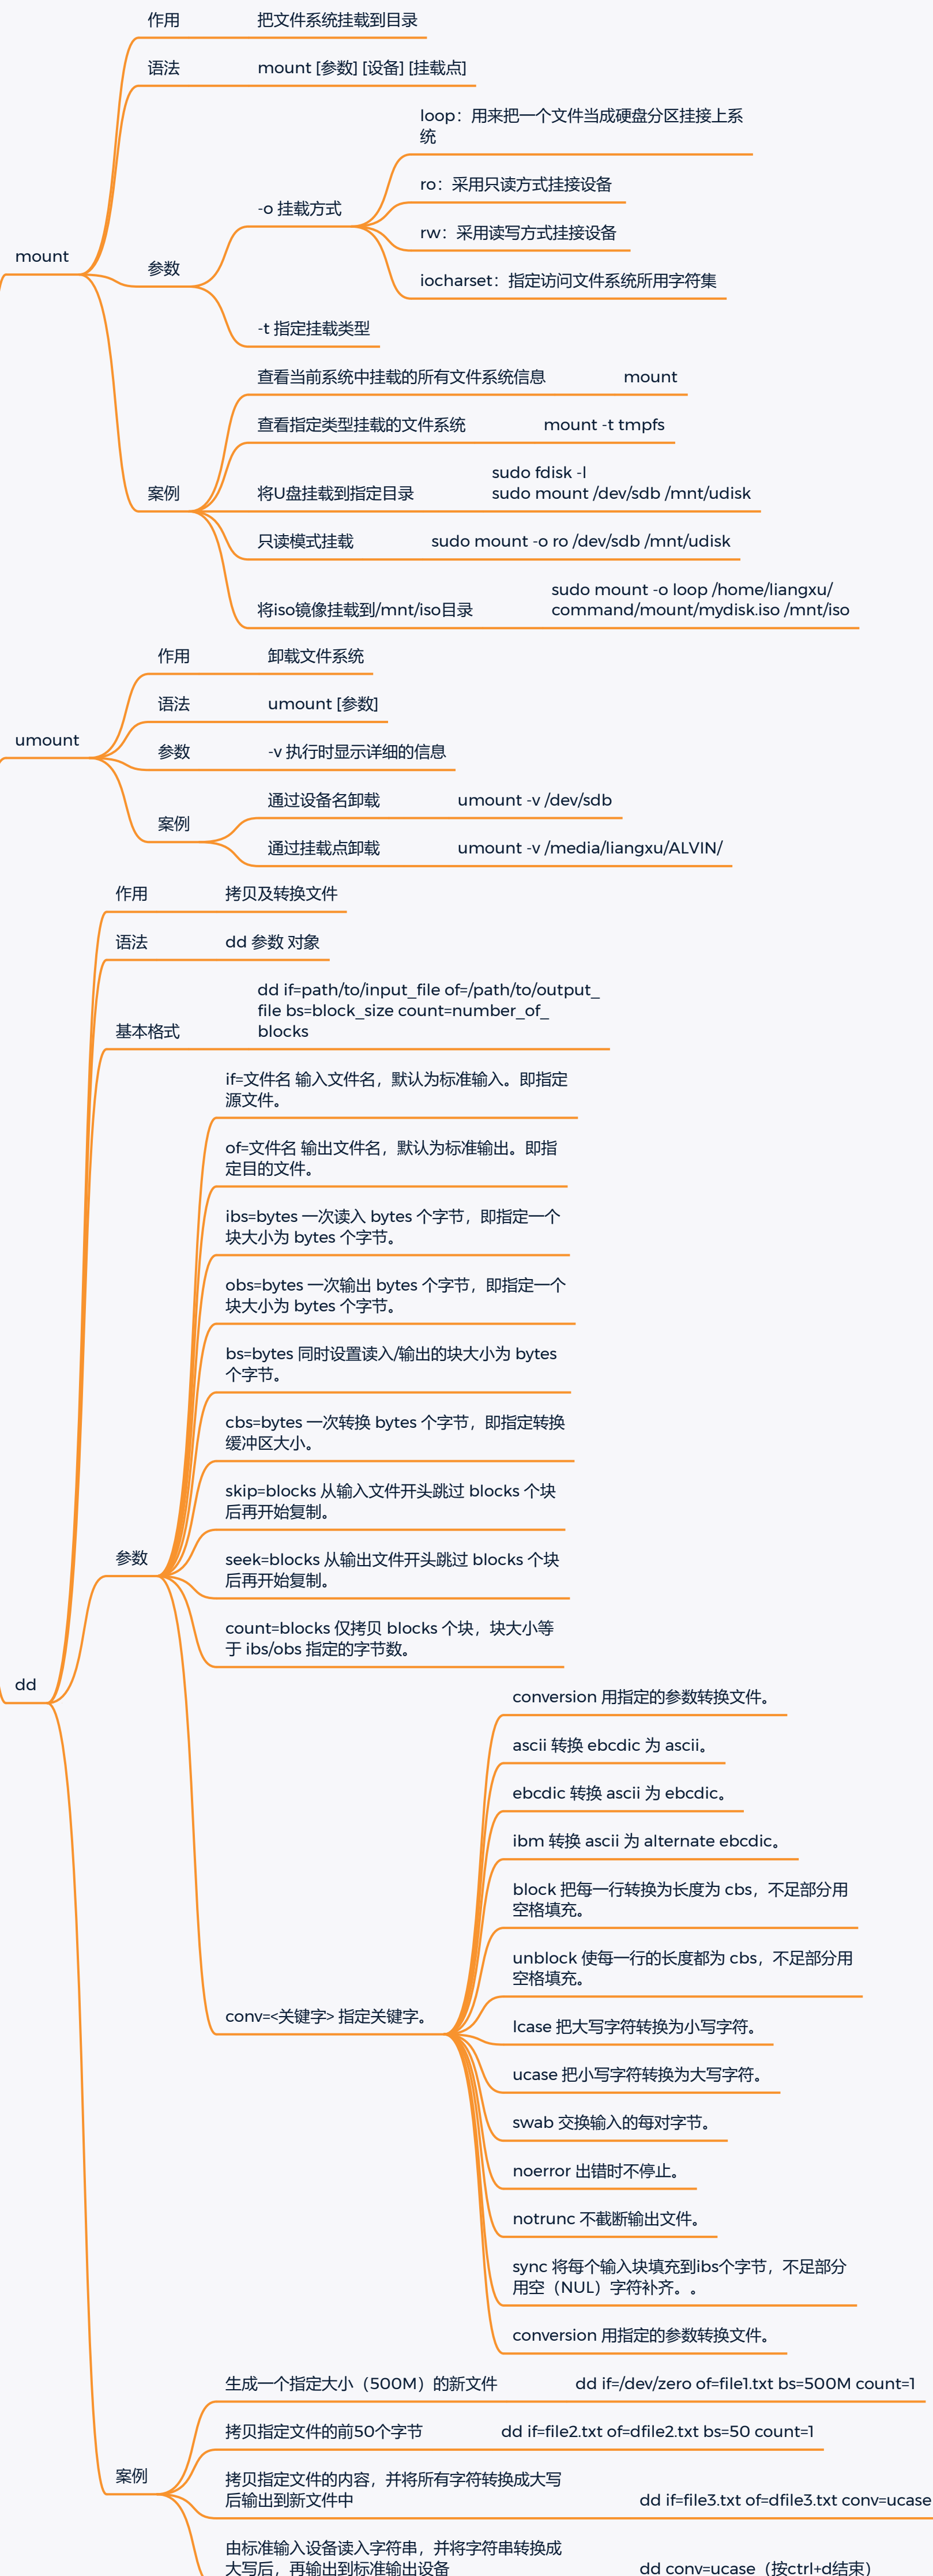 mount
作用
把文件系统挂载到目录
语法
mount [参数] [设备] [挂载点]
参数
-o 挂载方式
loop：用来把一个文件当成硬盘分区挂接上系
统
ro：采用只读方式挂接设备
rw：采用读写方式挂接设备
iocharset：指定访问文件系统所用字符集
-t 指定挂载类型
案例
查看当前系统中挂载的所有文件系统信息
mount
查看指定类型挂载的文件系统
mount -t tmpfs
将U盘挂载到指定目录
sudo fdisk -l
sudo mount /dev/sdb /mnt/udisk
只读模式挂载
sudo mount -o ro /dev/sdb /mnt/udisk
将iso镜像挂载到/mnt/iso目录
sudo mount -o loop /home/liangxu/
command/mount/mydisk.iso /mnt/iso
umount
作用
卸载文件系统
语法
umount [参数]
参数
-v 执行时显示详细的信息
案例
通过设备名卸载
umount -v /dev/sdb
通过挂载点卸载
umount -v /media/liangxu/ALVIN/
dd
作用
拷贝及转换文件
语法
dd 参数 对象
基本格式
dd if=path/to/input_file of=/path/to/output_
file bs=block_size count=number_of_
blocks
参数
if=文件名 输入文件名，默认为标准输入。即指定
源文件。
of=文件名 输出文件名，默认为标准输出。即指
定目的文件。
ibs=bytes 一次读入 bytes 个字节，即指定一个
块大小为 bytes 个字节。
obs=bytes 一次输出 bytes 个字节，即指定一个
块大小为 bytes 个字节。
bs=bytes 同时设置读入/输出的块大小为 bytes
个字节。
cbs=bytes 一次转换 bytes 个字节，即指定转换
缓冲区大小。
skip=blocks 从输入文件开头跳过 blocks 个块
后再开始复制。
seek=blocks 从输出文件开头跳过 blocks 个块
后再开始复制。
count=blocks 仅拷贝 blocks 个块，块大小等
于 ibs/obs 指定的字节数。
conv=<关键字> 指定关键字。
conversion 用指定的参数转换文件。
ascii 转换 ebcdic 为 ascii。
ebcdic 转换 ascii 为 ebcdic。
ibm 转换 ascii 为 alternate ebcdic。
block 把每一行转换为长度为 cbs，不足部分用
空格填充。
unblock 使每一行的长度都为 cbs，不足部分用
空格填充。
lcase 把大写字符转换为小写字符。
ucase 把小写字符转换为大写字符。
swab 交换输入的每对字节。
noerror 出错时不停止。
notrunc 不截断输出文件。
sync 将每个输入块填充到ibs个字节，不足部分
用空（NUL）字符补齐。。
conversion 用指定的参数转换文件。
案例
生成一个指定大小（500M）的新文件
dd if=/dev/zero of=file1.txt bs=500M count=1
拷贝指定文件的前50个字节
dd if=file2.txt of=dfile2.txt bs=50 count=1
拷贝指定文件的内容，并将所有字符转换成大写
后输出到新文件中
dd if=file3.txt of=dfile3.txt conv=ucase
由标准输入设备读入字符串，并将字符串转换成
大写后，再输出到标准输出设备
dd conv=ucase（按ctrl+d结束）